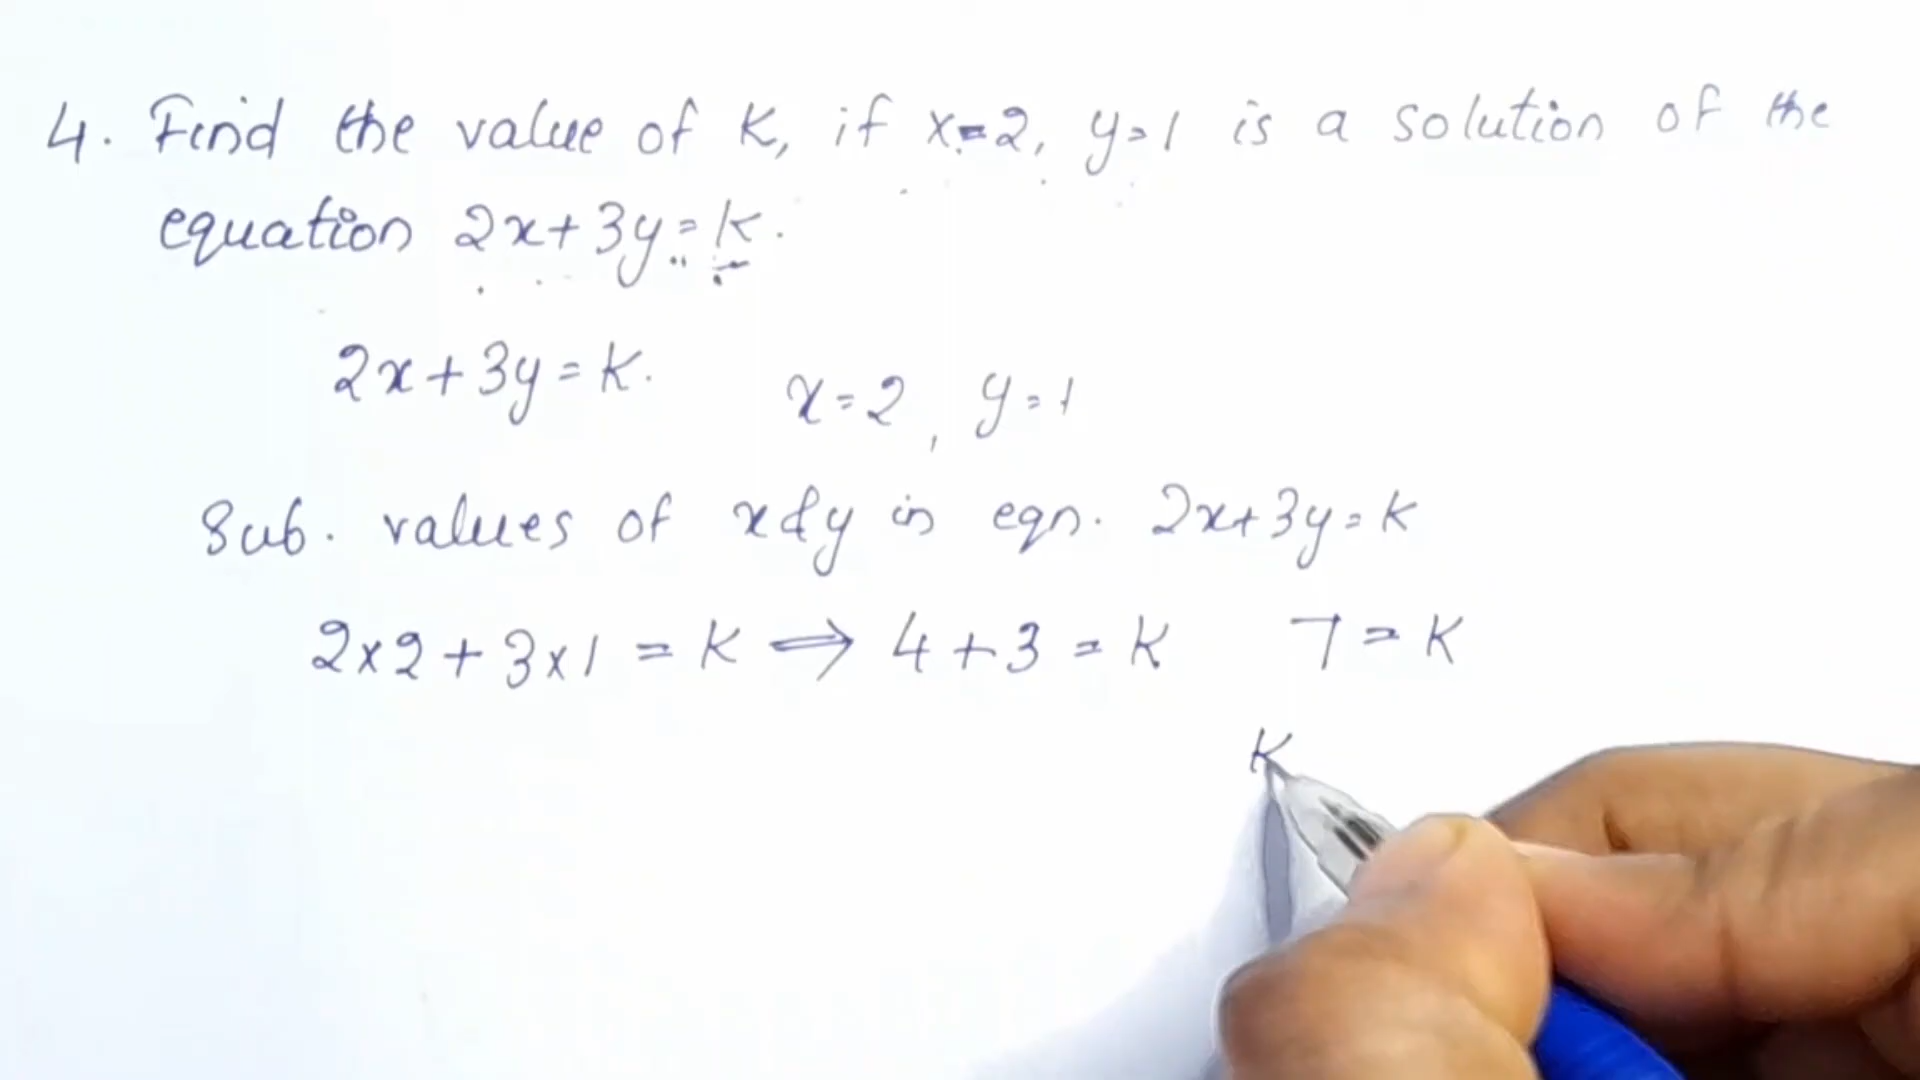 4. Find the value of K, if x=2, y=1 is a solution of the
equation 2x+3y=K.
2x+3y=K. x=2, y=1
Sub. values of x&y in eqn. 2x+3y=K
2x2+3x1=K ⟹ 4+3=K 7=K
K